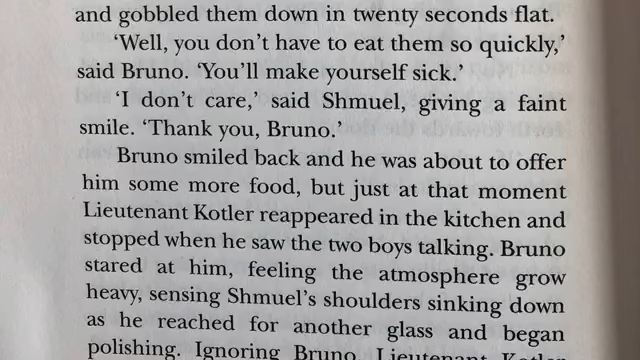 and gobbled them down in twenty seconds flat.
‘Well, you don’t have to eat them so quickly,’
said Bruno. ‘You’ll make yourself sick.’
‘I don’t care,’ said Shmuel, giving a faint
smile. ‘Thank you, Bruno.’
Bruno smiled back and he was about to offer
him some more food, but just at that moment
Lieutenant Kotler reappeared in the kitchen and
stopped when he saw the two boys talking. Bruno
stared at him, feeling the atmosphere grow
heavy, sensing Shmuel’s shoulders sinking down
as he reached for another glass and began
polishing. Ignoring Bruno, Lieutenant Kotler